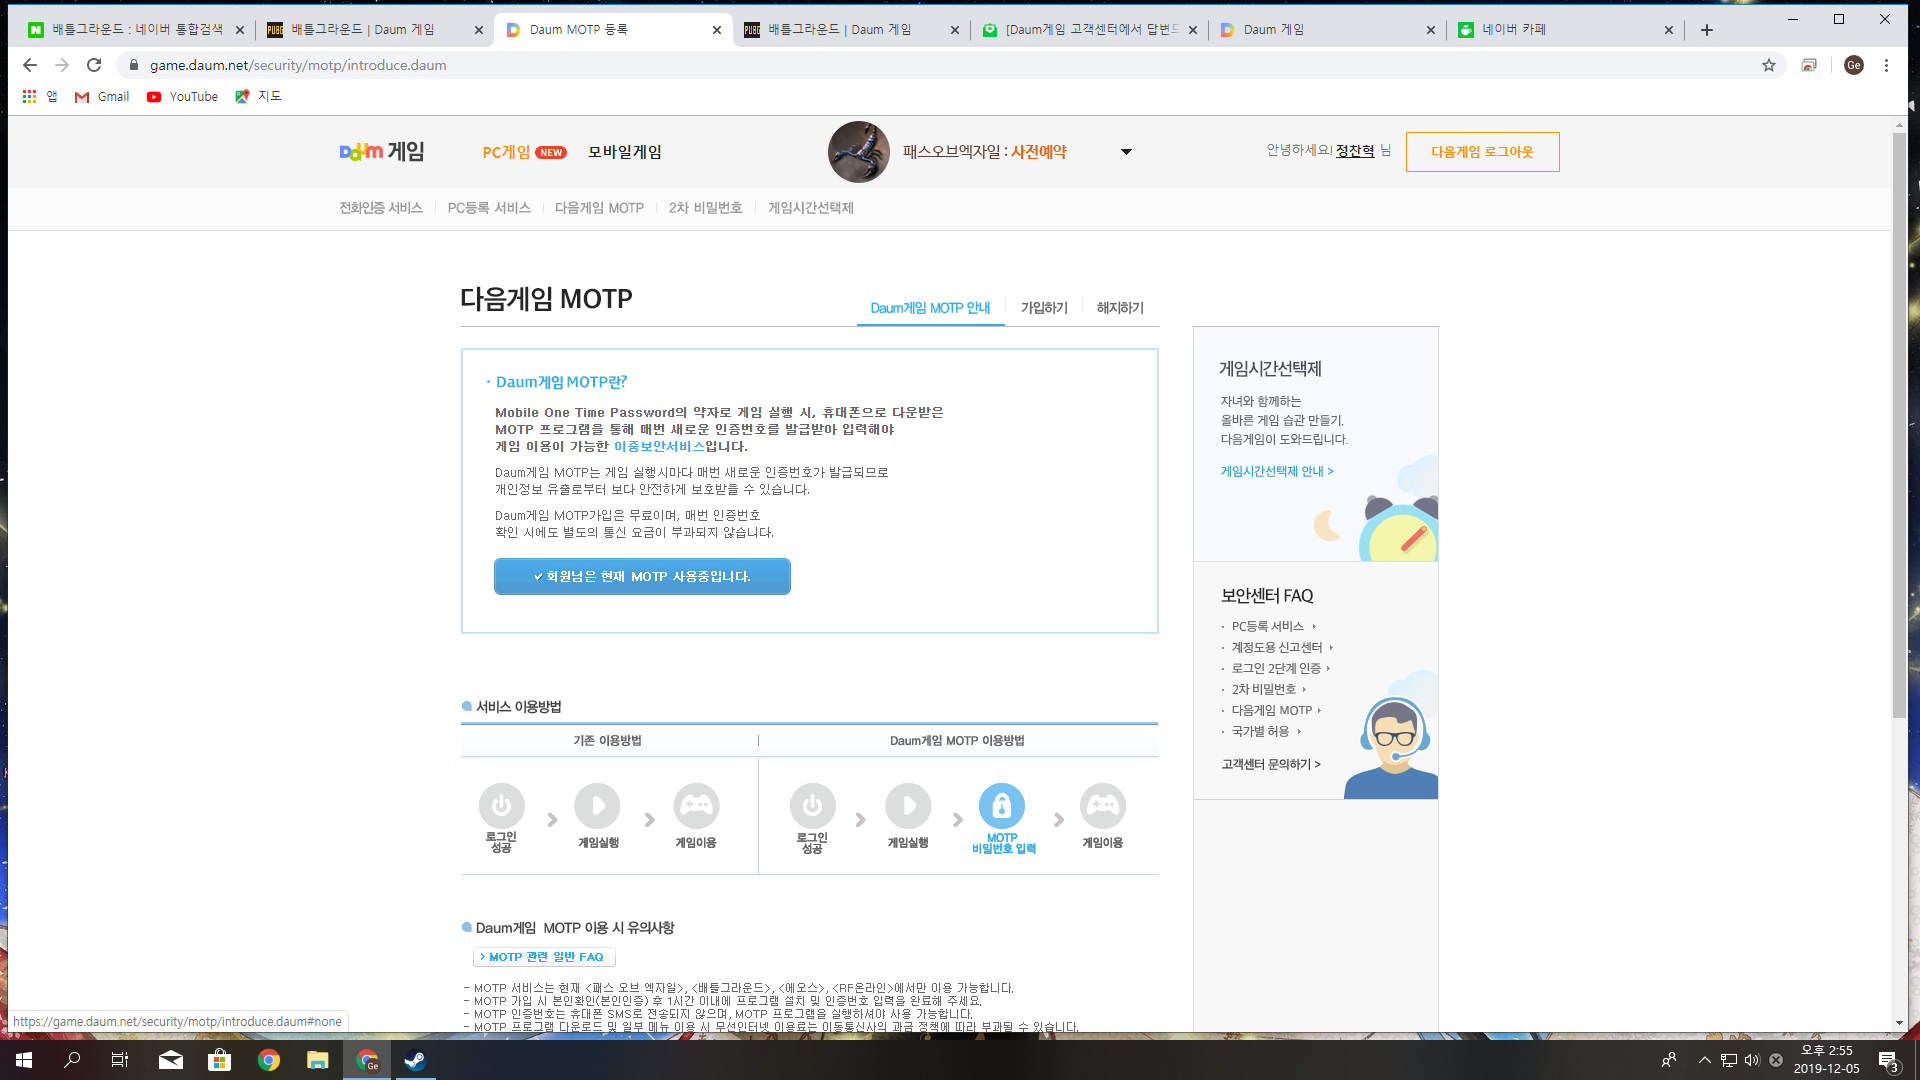 배틀그라운드 : 네이버 통합검색
배틀그라운드 | Daum 게임
Daum MOTP 등록
배틀그라운드 | Daum 게임
[Daum게임 고객센터에서 답변드
Daum 게임
네이버 카페
game.daum.net/security/motp/introduce.daum
Ge
앱
Gmail
YouTube
지도
Daum 게임
PC게임 NEW
모바일게임
패스오브엑자일 : 사전예약
안녕하세요! 정찬혁 님
다음게임 로그아웃
전화인증 서비스
PC등록 서비스
다음게임 MOTP
2차 비밀번호
게임시간선택제
다음게임 MOTP
Daum게임 MOTP 안내
가입하기
해지하기
· Daum게임 MOTP란?
Mobile One Time Password의 약자로 게임 실행 시, 휴대폰으로 다운받은
MOTP 프로그램을 통해 매번 새로운 인증번호를 발급받아 입력해야
게임 이용이 가능한 이중보안서비스입니다.
Daum게임 MOTP는 게임 실행시마다 매번 새로운 인증번호가 발급되므로
개인정보 유출로부터 보다 안전하게 보호받을 수 있습니다.
Daum게임 MOTP가입은 무료이며, 매번 인증번호
확인 시에도 별도의 통신 요금이 부과되지 않습니다.
회원님은 현재 MOTP 사용중입니다.
서비스 이용방법
기존 이용방법
Daum게임 MOTP 이용방법
로그인
성공
게임실행
게임이용
로그인
성공
게임실행
MOTP
비밀번호 입력
게임이용
Daum게임 MOTP 이용 시 유의사항
> MOTP 관련 일반 FAQ
- MOTP 서비스는 현재 <패스 오브 엑자일>, <배틀그라운드>, <에오스>, <RF온라인>에서만 이용 가능합니다.
- MOTP 가입 시 본인확인(본인인증) 후 1시간 이내에 프로그램 설치 및 인증번호 입력을 완료해 주세요.
- MOTP 인증번호는 휴대폰 SMS로 전송되지 않으며, MOTP 프로그램을 실행하셔야 사용 가능합니다.
- MOTP 프로그램 다운로드 및 일부 메뉴 이용 시 무선인터넷 이용료는 이동통신사의 과금 정책에 따라 부과될 수 있습니다.
게임시간선택제
자녀와 함께하는
올바른 게임 습관 만들기,
다음게임이 도와드립니다.
게임시간선택제 안내 >
보안센터 FAQ
· PC등록 서비스
· 계정도용 신고센터
· 로그인 2단계 인증
· 2차 비밀번호
· 다음게임 MOTP
· 국가별 허용
고객센터 문의하기 >
https://game.daum.net/security/motp/introduce.daum#none
Ge
오후 2:55
2019-12-05
3